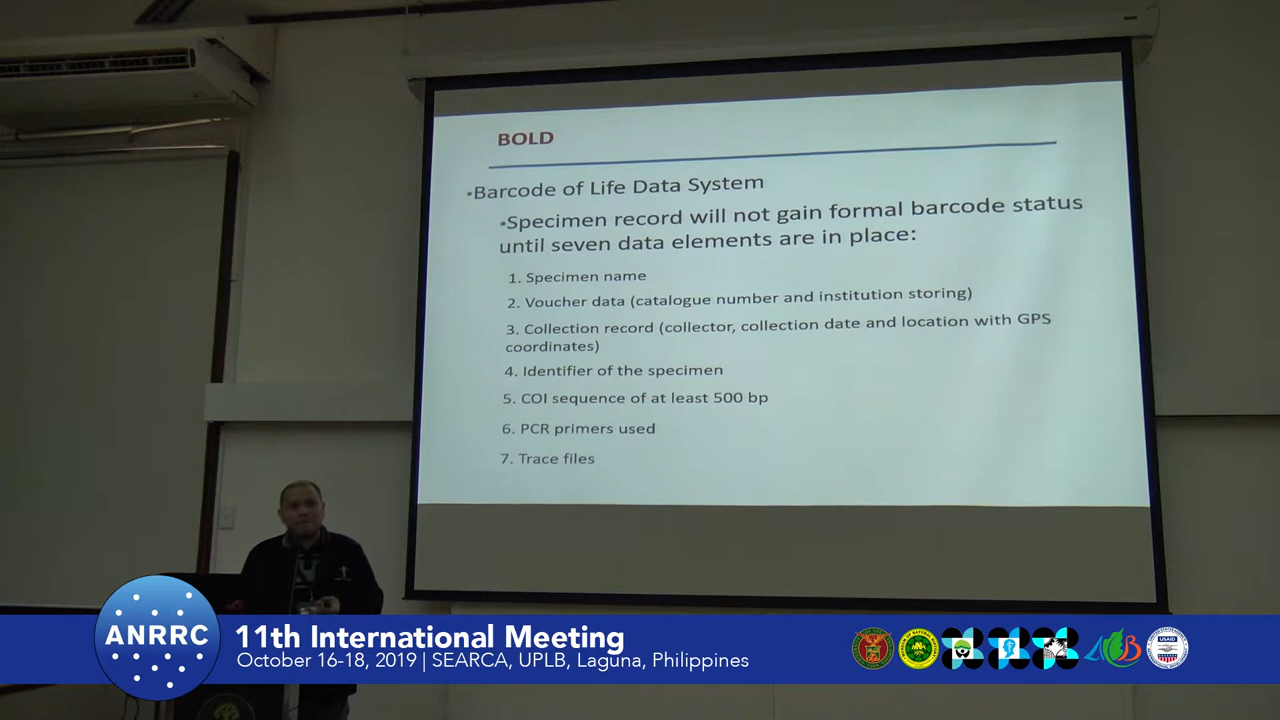 BOLD
•Barcode of Life Data System
•Specimen record will not gain formal barcode status
until seven data elements are in place:
1. Specimen name
2. Voucher data (catalogue number and institution storing)
3. Collection record (collector, collection date and location with GPS
coordinates)
4. Identifier of the specimen
5. COI sequence of at least 500 bp
6. PCR primers used
7. Trace files
ANRRC
11th International Meeting
October 16-18, 2019 | SEARCA, UPLB, Laguna, Philippines
USAID